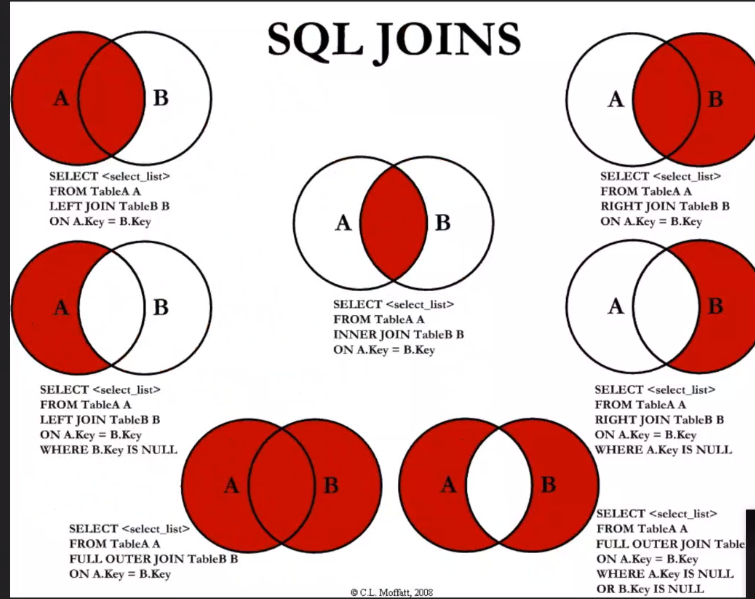 SQL JOINS
A B
SELECT <select_list>
FROM TableA A
LEFT JOIN TableB B
ON A.Key = B.Key
A B
SELECT <select_list>
FROM TableA A
RIGHT JOIN TableB B
ON A.Key = B.Key
A B
SELECT <select_list>
FROM TableA A
INNER JOIN TableB B
ON A.Key = B.Key
A B
SELECT <select_list>
FROM TableA A
LEFT JOIN TableB B
ON A.Key = B.Key
WHERE B.Key IS NULL
A B
SELECT <select_list>
FROM TableA A
RIGHT JOIN TableB B
ON A.Key = B.Key
WHERE A.Key IS NULL
A B
SELECT <select_list>
FROM TableA A
FULL OUTER JOIN TableB B
ON A.Key = B.Key
A B
SELECT <select_list>
FROM TableA A
FULL OUTER JOIN Table
ON A.Key = B.Key
WHERE A.Key IS NULL
OR B.Key IS NULL
© C.L. Moffatt, 2008